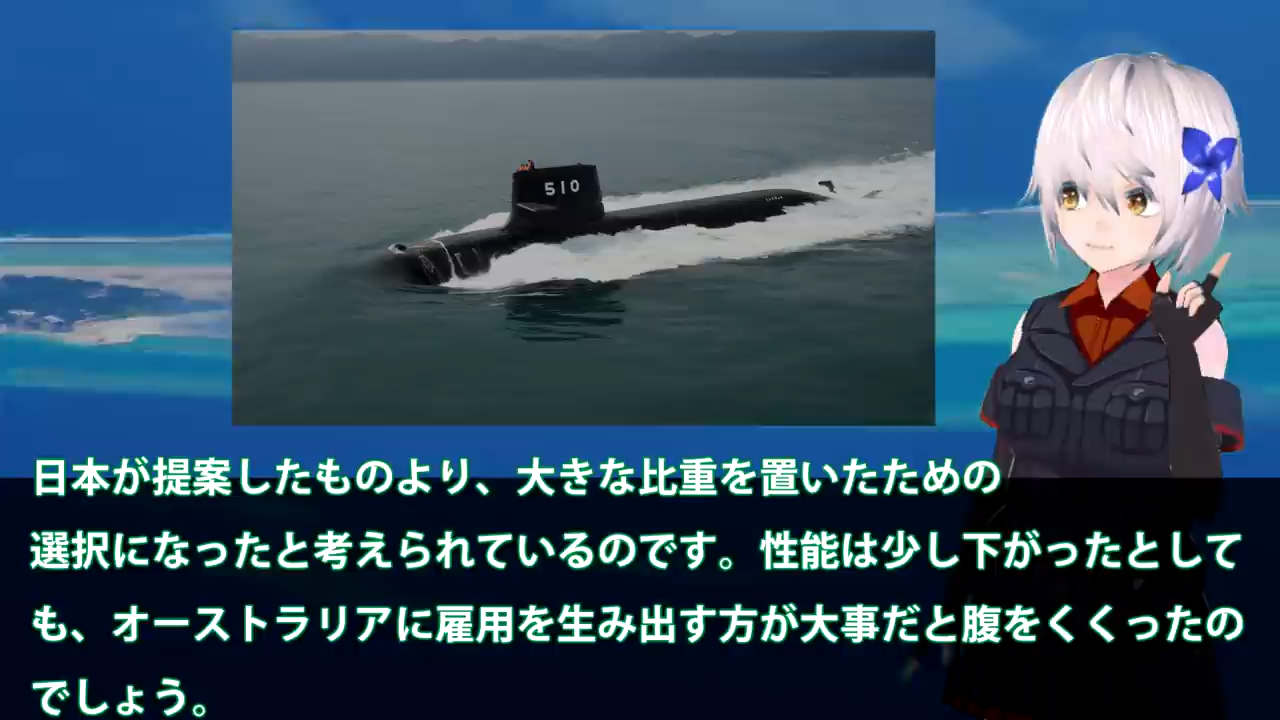 510
日本が提案したものより、大きな比重を置いたための
選択になったと考えられているのです。性能は少し下がったとして
も、オーストラリアに雇用を生み出す方が大事だと腹をくくったの
でしょう。